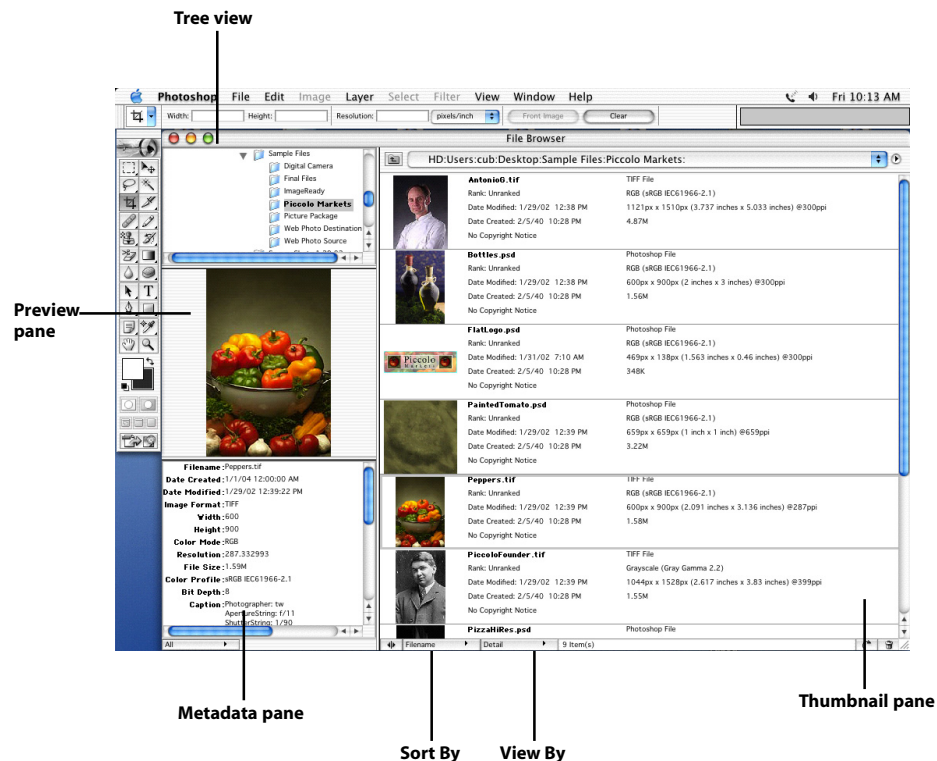 Tree view
Photoshop File Edit Image Layer Select Filter View Window Help Fri 10:13 AM
Width: Height: Resolution: pixels/inch Front Image Clear
File Browser
Sample Files
Digital Camera
Final Files
ImageReady
Piccolo Markets
Picture Package
Web Photo Destination
Web Photo Source
HD:Users:cub:Desktop:Sample Files:Piccolo Markets:
AntonioG.tif TIFF File
Rank: Unranked RGB (sRGB IEC61966-2.1)
Date Modified: 1/29/02 12:38 PM 1121px x 1510px (3.737 inches x 5.033 inches) @300ppi
Date Created: 2/5/40 10:28 PM 4.87M
No Copyright Notice
Bottles.psd Photoshop File
Rank: Unranked RGB (sRGB IEC61966-2.1)
Date Modified: 1/29/02 12:38 PM 600px x 900px (2 inches x 3 inches) @300ppi
Date Created: 2/5/40 10:28 PM 1.56M
No Copyright Notice
FlatLogo.psd Photoshop File
Rank: Unranked RGB (sRGB IEC61966-2.1)
Date Modified: 1/31/02 7:10 AM 469px x 138px (1.563 inches x 0.46 inches) @300ppi
Date Created: 2/5/40 10:28 PM 348K
No Copyright Notice
Piccolo
Markets
PaintedTomato.psd Photoshop File
Rank: Unranked RGB (sRGB IEC61966-2.1)
Date Modified: 1/29/02 12:39 PM 659px x 659px (1 inch x 1 inch) @659ppi
Date Created: 2/5/40 10:28 PM 3.22M
No Copyright Notice
Peppers.tif TIFF File
Rank: Unranked RGB (sRGB IEC61966-2.1)
Date Modified: 1/29/02 12:39 PM 600px x 900px (2.091 inches x 3.136 inches) @287ppi
Date Created: 2/5/40 10:28 PM 1.58M
No Copyright Notice
PiccoloFounder.tif TIFF File
Rank: Unranked Grayscale (Gray Gamma 2.2)
Date Modified: 1/29/02 12:39 PM 1044px x 1528px (2.617 inches x 3.83 inches) @399ppi
Date Created: 2/5/40 10:28 PM 1.55M
No Copyright Notice
PizzaHiRes.psd Photoshop File
Preview
pane
Filename: Peppers.tif
Date Created: 1/1/04 12:00:00 AM
Date Modified: 1/29/02 12:39:22 PM
Image Format: TIFF
Width: 600
Height: 900
Color Mode: RGB
Resolution: 287.332993
File Size: 1.59M
Color Profile: sRGB IEC61966-2.1
Bit Depth: 8
Caption: Photographer: tw
ApertureString: f/11
ShutterString: 1/90
All
Filename Detail 9 Item(s)
Metadata pane
Thumbnail pane
Sort By
View By